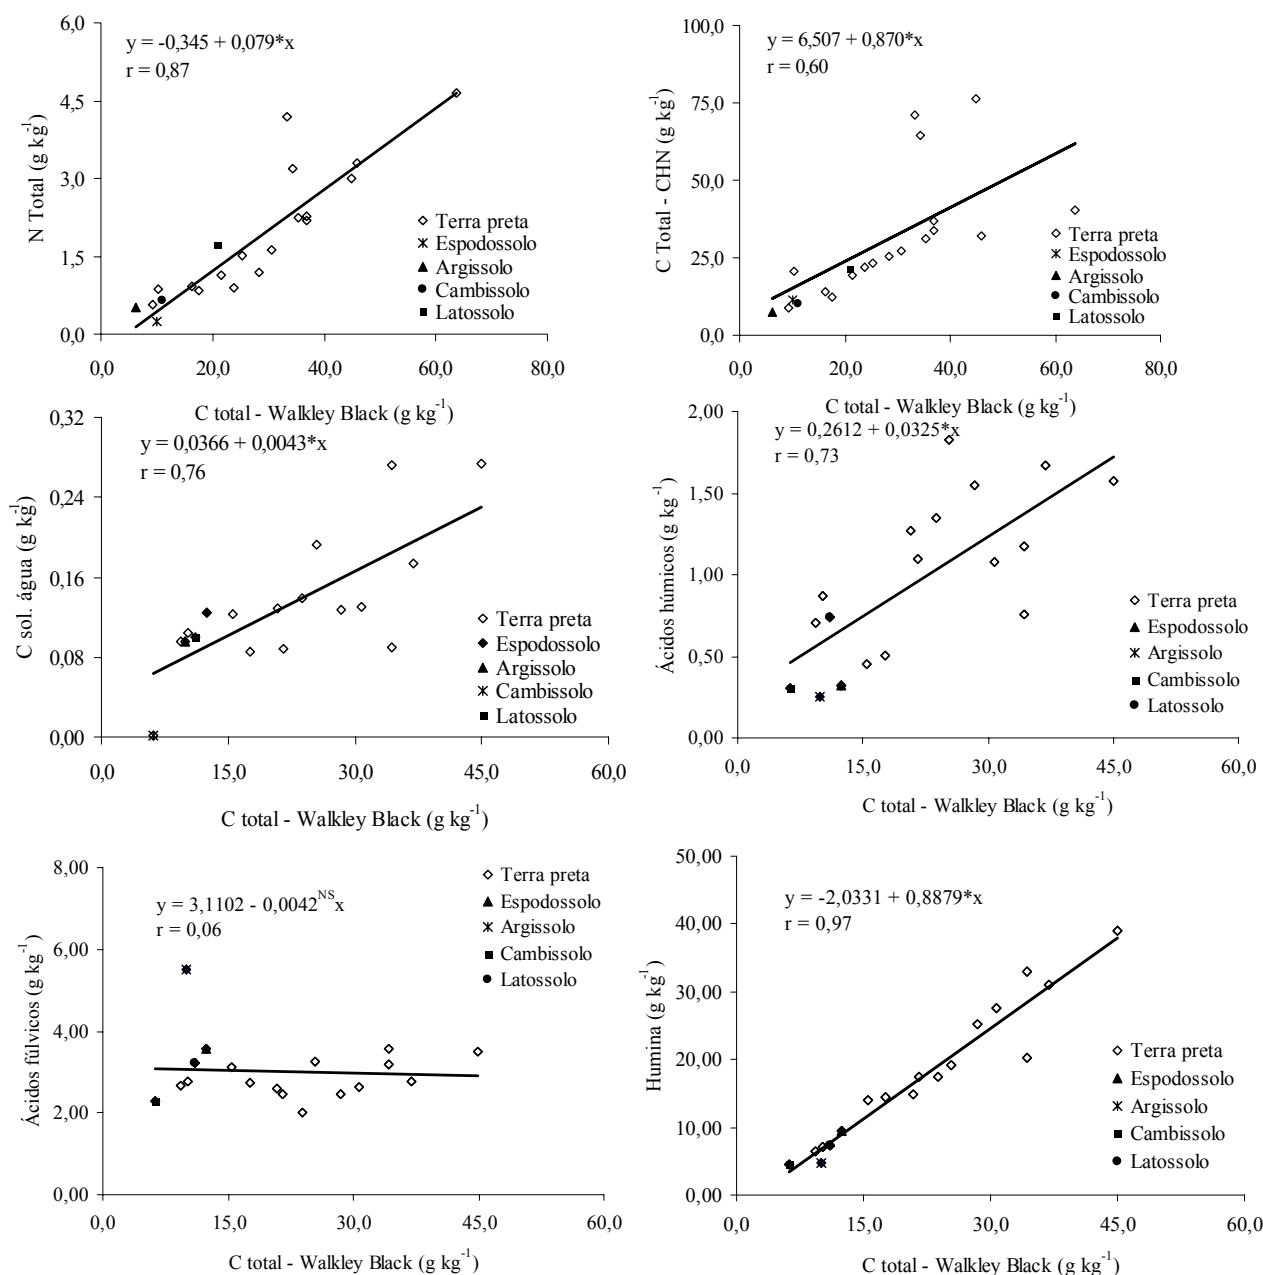 6,0
4,5
3,0
1,5
0,0
N Total (g kg⁻¹)
y = -0,345 + 0,079*x
r = 0,87
Terra preta
Espodossolo
Argissolo
Cambissolo
Latossolo
0,0 20,0 40,0 60,0 80,0
C total - Walkley Black (g kg⁻¹)
100,0
75,0
50,0
25,0
0,0
C Total - CHN (g kg⁻¹)
y = 6,507 + 0,870*x
r = 0,60
Terra preta
Espodossolo
Argissolo
Cambissolo
Latossolo
0,0 20,0 40,0 60,0 80,0
C total - Walkley Black (g kg⁻¹)
0,32
0,24
0,16
0,08
0,00
C sol. água (g kg⁻¹)
y = 0,0366 + 0,0043*x
r = 0,76
Terra preta
Espodossolo
Argissolo
Cambissolo
Latossolo
0,0 15,0 30,0 45,0 60,0
C total - Walkley Black (g kg⁻¹)
2,00
1,50
1,00
0,50
0,00
Ácidos húmicos (g kg⁻¹)
y = 0,2612 + 0,0325*x
r = 0,73
Terra preta
Espodossolo
Argissolo
Cambissolo
Latossolo
0,0 15,0 30,0 45,0 60,0
C total - Walkley Black (g kg⁻¹)
8,00
6,00
4,00
2,00
0,00
Ácidos fúlvicos (g kg⁻¹)
y = 3,1102 - 0,0042ᴺˢx
r = 0,06
Terra preta
Espodossolo
Argissolo
Cambissolo
Latossolo
0,0 15,0 30,0 45,0 60,0
C total - Walkley Black (g kg⁻¹)
50,00
40,00
30,00
20,00
10,00
0,00
Humina (g kg⁻¹)
y = -2,0331 + 0,8879*x
r = 0,97
Terra preta
Espodossolo
Argissolo
Cambissolo
Latossolo
0,0 15,0 30,0 45,0 60,0
C total - Walkley Black (g kg⁻¹)